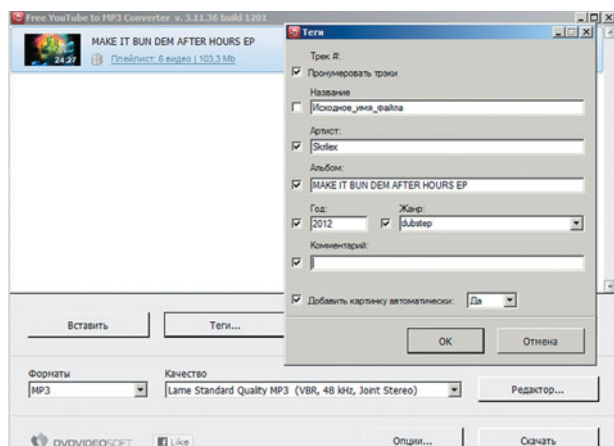 Free YouTube to MP3 Converter v. 3.11.36 build 1201
MAKE IT BUN DEM AFTER HOURS EP
24:27
Плейлист: 6 видео | 103,3 Mb
Теги
Трек #:
Пронумеровать трэки
Название
Исходное_имя_файла
Артист:
Skrilex
Альбом:
MAKE IT BUN DEM AFTER HOURS EP
Год:
Жанр:
2012
dubstep
Комментарий:
Добавить картинку автоматически:
Да
OK
Отмена
Вставить
Теги...
Форматы
Качество
MP3
Lame Standard Quality MP3 (VBR, 48 kHz, Joint Stereo)
Редактор...
DVDVIDEOSOFT
Like
Опции...
Скачать